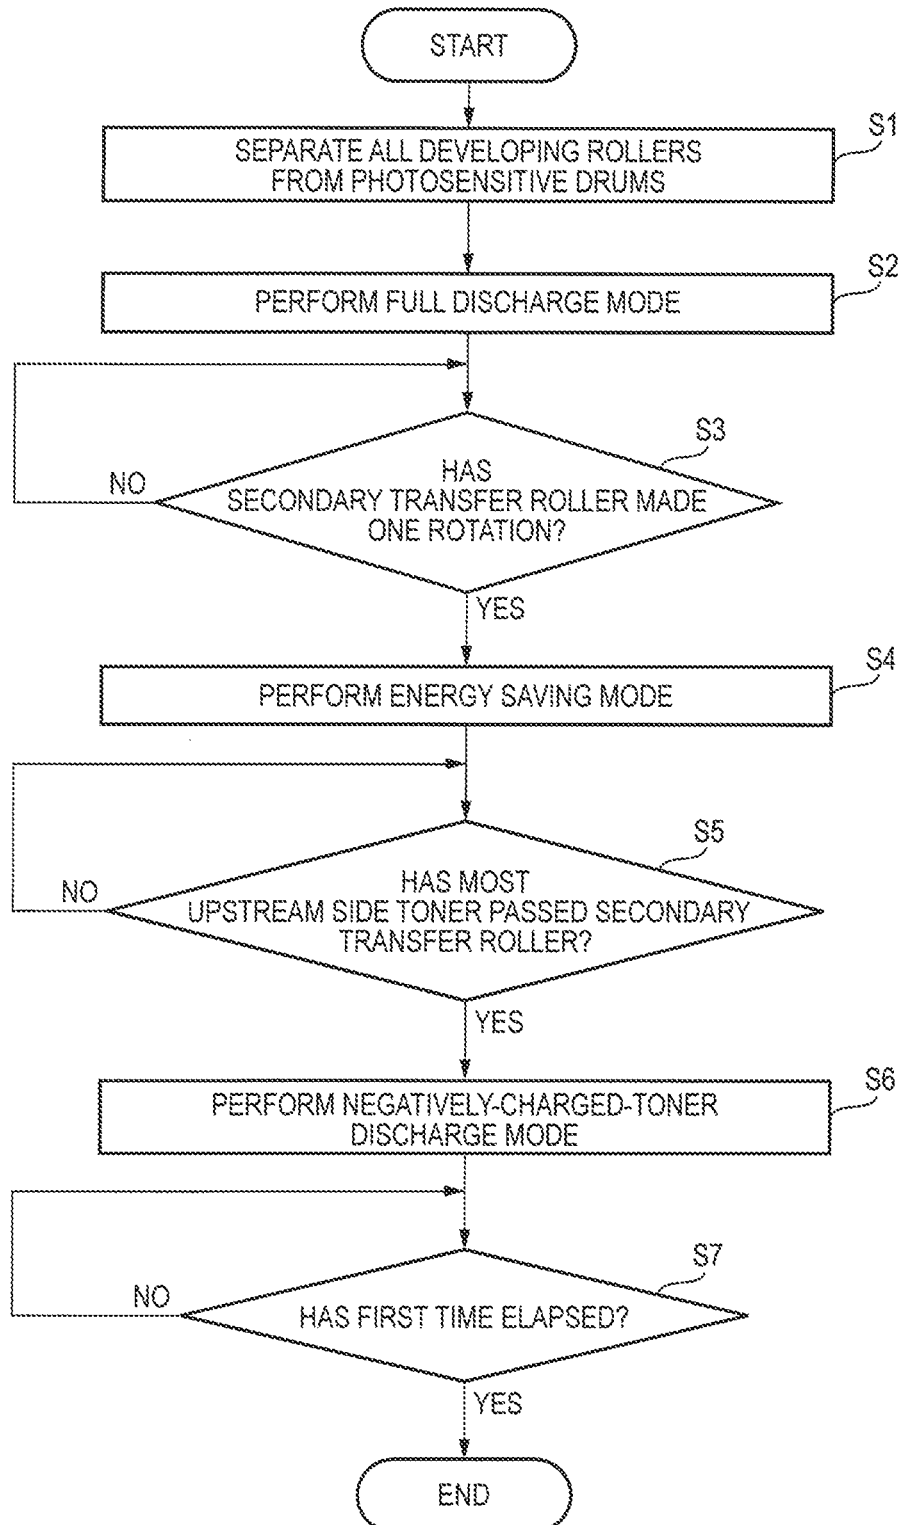 START
S1
SEPARATE ALL DEVELOPING ROLLERS
FROM PHOTOSENSITIVE DRUMS
S2
PERFORM FULL DISCHARGE MODE
S3
HAS
SECONDARY TRANSFER ROLLER MADE
ONE ROTATION?
NO
YES
S4
PERFORM ENERGY SAVING MODE
S5
HAS MOST
UPSTREAM SIDE TONER PASSED SECONDARY
TRANSFER ROLLER?
NO
YES
S6
PERFORM NEGATIVELY-CHARGED-TONER
DISCHARGE MODE
S7
HAS FIRST TIME ELAPSED?
NO
YES
END